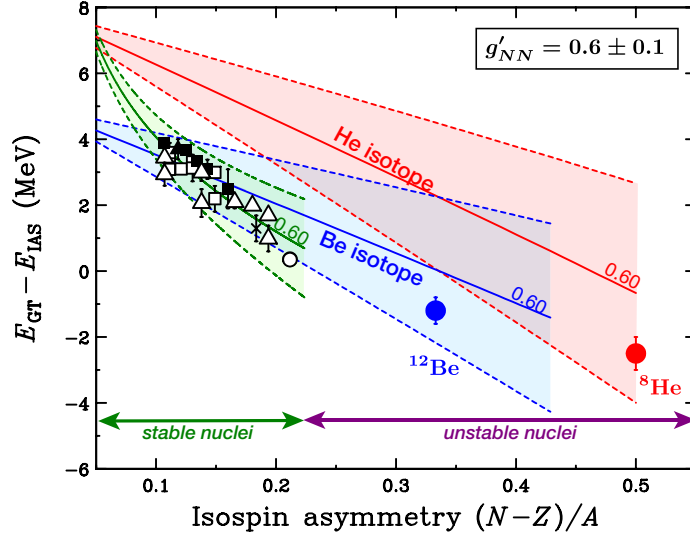 g′NN = 0.6 ± 0.1
EGT−EIAS (MeV)
8
6
4
2
0
−2
−4
−6
He isotope
Be isotope
0.60
0.60
0.60
12Be
8He
stable nuclei
unstable nuclei
0.1
0.2
0.3
0.4
0.5
Isospin asymmetry (N−Z)/A